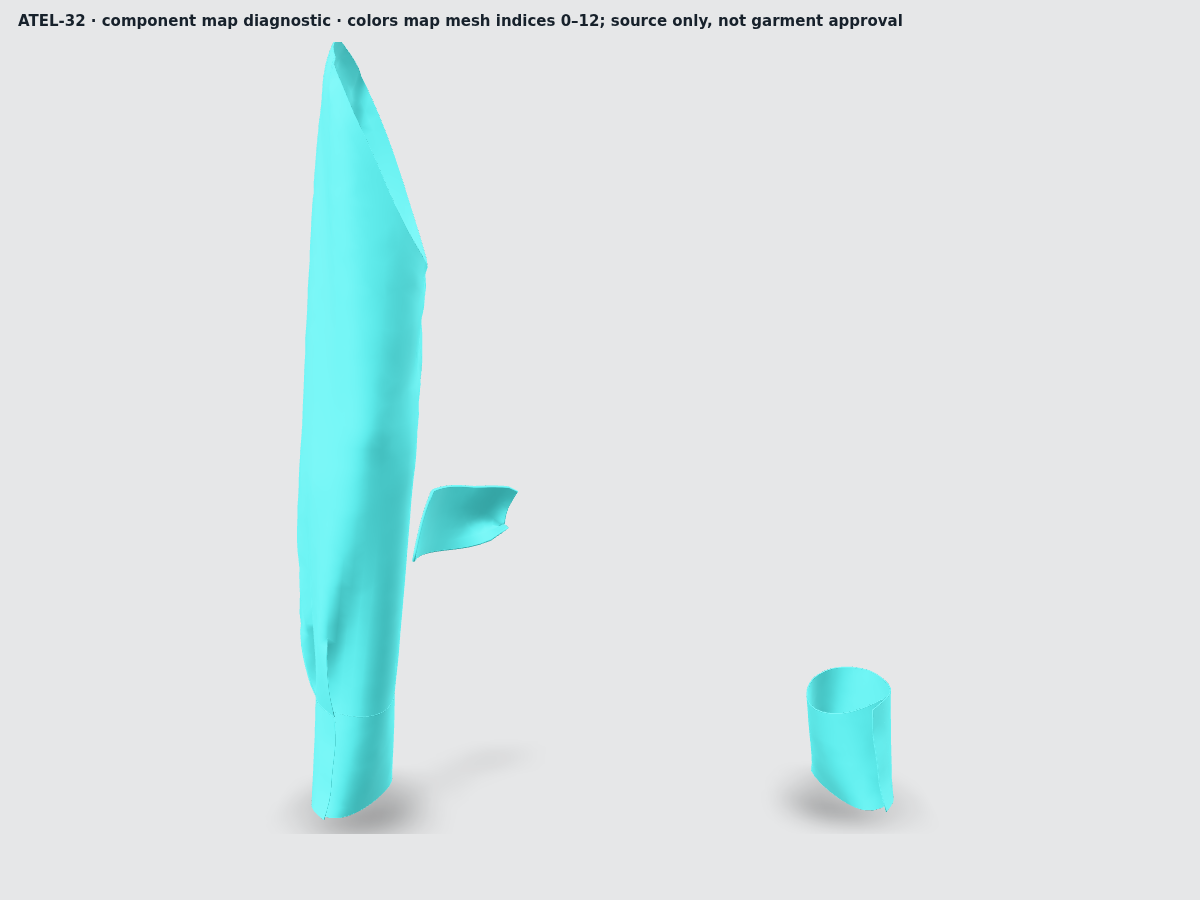 ATEL-32 · component map diagnostic · colors map mesh indices 0–12; source only, not garment approval